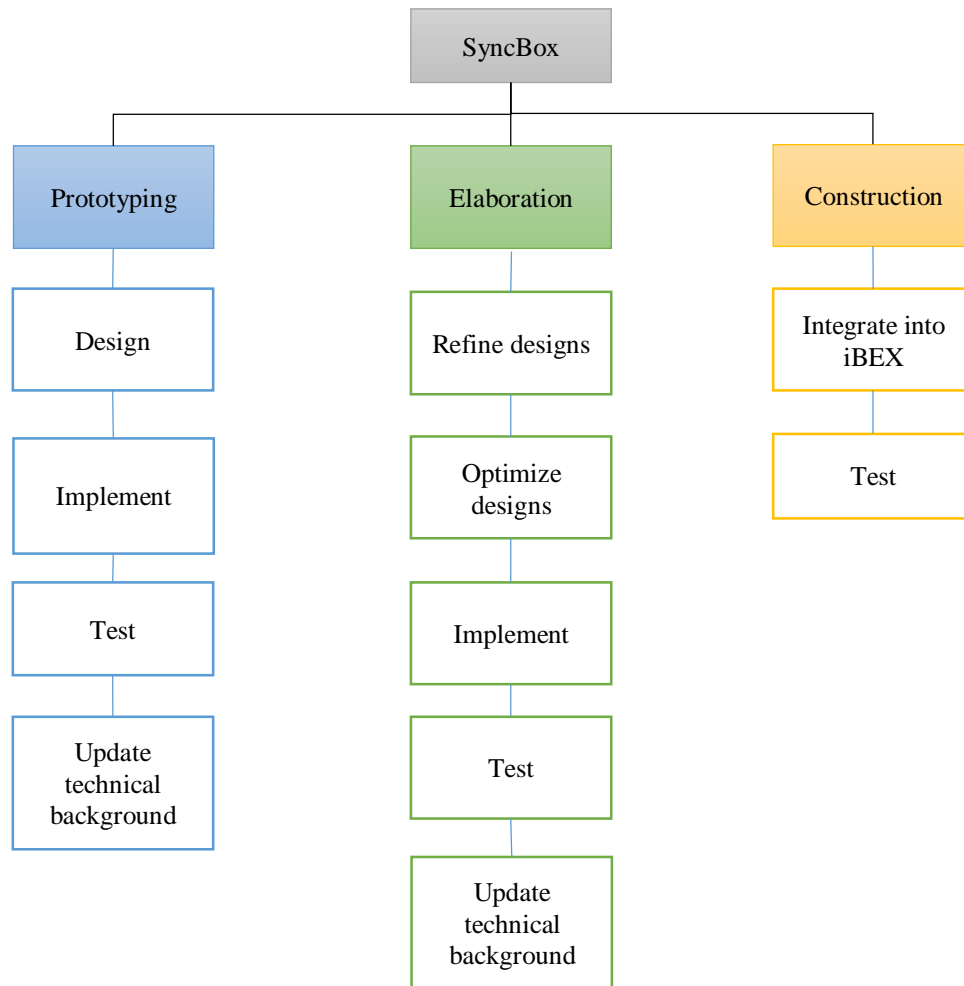 SyncBox
Prototyping
Elaboration
Construction
Design
Refine designs
Integrate into
iBEX
Implement
Optimize
designs
Test
Test
Implement
Update
technical
background
Test
Update
technical
background